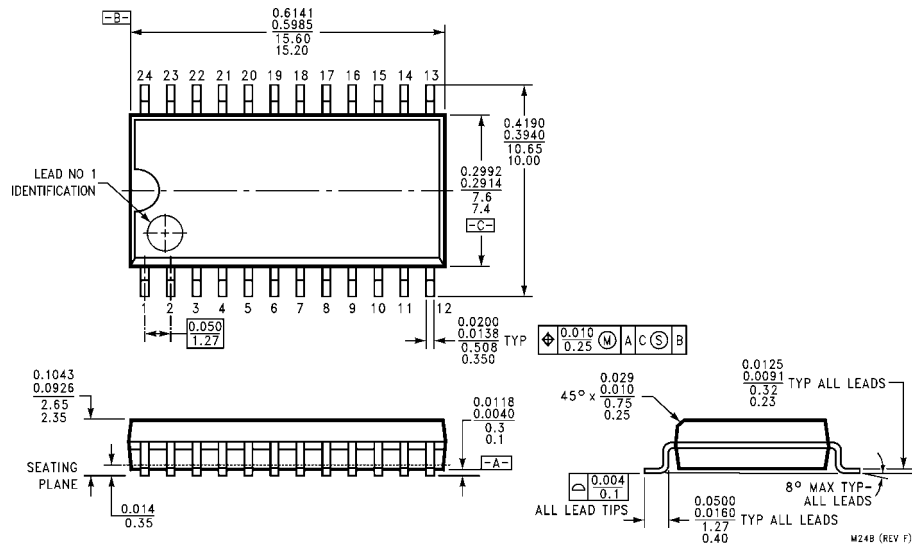 -B-
0.6141
0.5985
15.60
15.20
24 23 22 21 20 19 18 17 16 15 14 13
0.4190
0.3940
10.65
10.00
LEAD NO 1
IDENTIFICATION
0.2992
0.2914
7.6
7.4
-C-
1 2 3 4 5 6 7 8 9 10 11 12
0.050
1.27
0.0200
0.0138
0.508
0.350
TYP
⌖ 0.010 0.25 Ⓜ A C Ⓢ B
0.1043
0.0926
2.65
2.35
0.0118
0.0040
0.3
0.1
-A-
SEATING
PLANE
0.014
0.35
45° x
0.029
0.010
0.75
0.25
0.0125
0.0091
0.32
0.23
TYP ALL LEADS
0.004
0.1
ALL LEAD TIPS
8° MAX TYP-
ALL LEADS
0.0500
0.0160
1.27
0.40
TYP ALL LEADS
M24B (REV F)